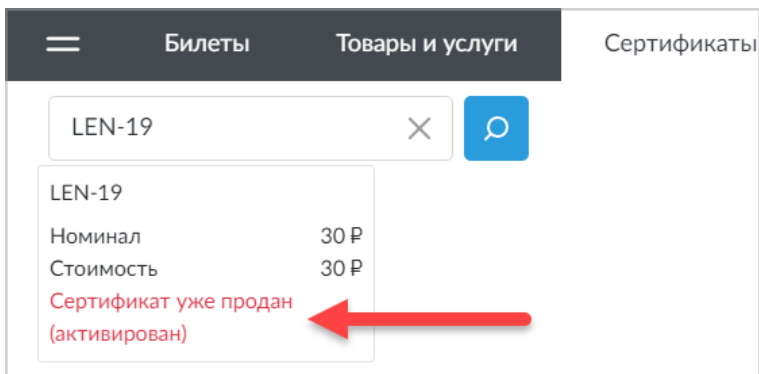 Билеты Товары и услуги Сертификаты
LEN-19
LEN-19
Номинал 30 ₽
Стоимость 30 ₽
Сертификат уже продан
(активирован)